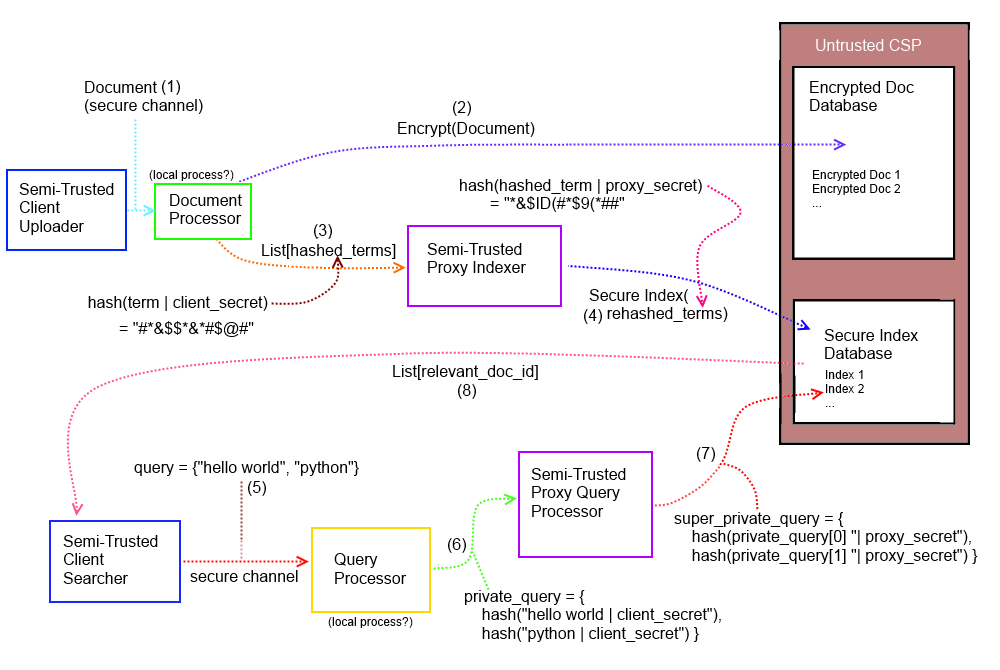 Untrusted CSP
Encrypted Doc
Database
Encrypted Doc 1
Encrypted Doc 2
...
Document (1)
(secure channel)
(2)
Encrypt(Document)
(local process?)
Semi-Trusted
Client
Uploader
Document
Processor
hash(hashed_term | proxy_secret)
= "*&$ID(#*$9(*##"
(3)
List[hashed_terms]
Semi-Trusted
Proxy Indexer
hash(term | client_secret)
= "#*&$$*&*#$@#"
Secure Index(
(4) rehashed_terms)
Secure Index
Database
Index 1
Index 2
...
List[relevant_doc_id]
(8)
query = {"hello world", "python"}
(5)
Semi-Trusted
Client
Searcher
secure channel
Query
Processor
(local process?)
(6)
private_query = {
hash("hello world | client_secret"),
hash("python | client_secret") }
Semi-Trusted
Proxy Query
Processor
(7)
super_private_query = {
hash(private_query[0] "| proxy_secret"),
hash(private_query[1] "| proxy_secret") }